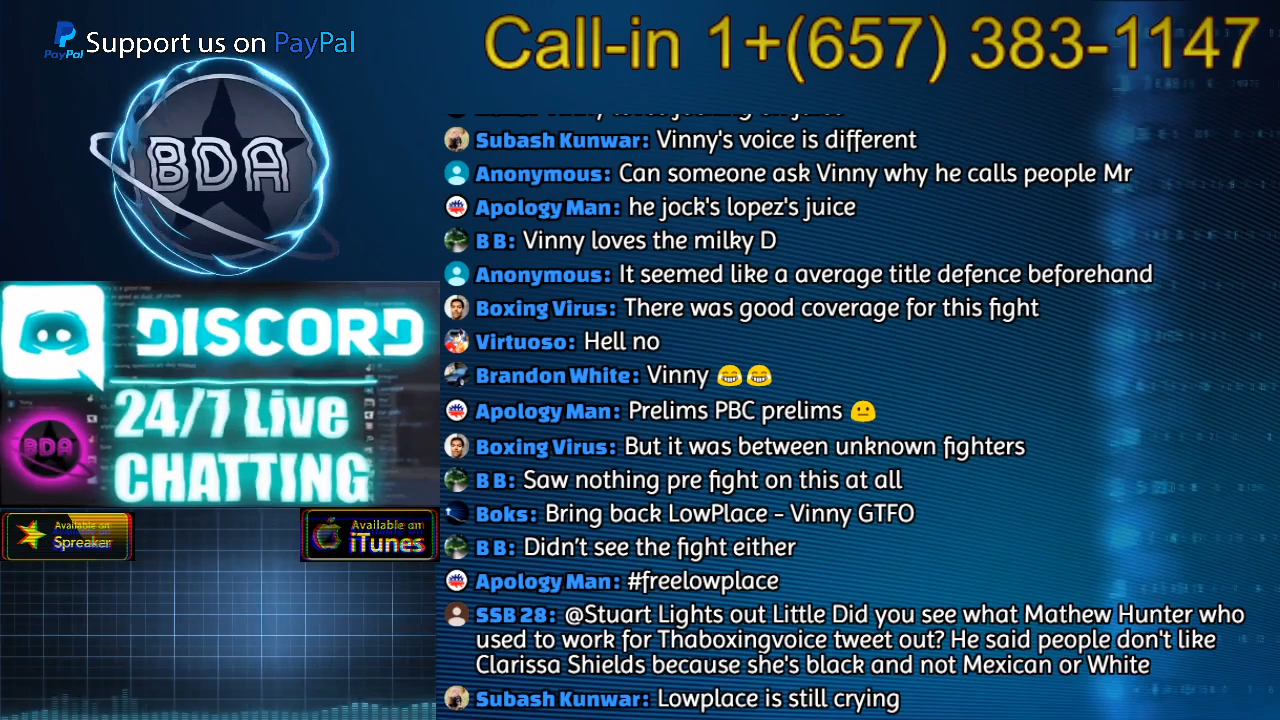 PayPal
Support us on PayPal
Call-in 1+(657) 383-1147
BDA
DISCORD
24/7 Live
CHATTING
BDA
Available on
Spreaker
Available on
iTunes
Subash Kunwar: Vinny's voice is different
Anonymous: Can someone ask Vinny why he calls people Mr
Apology Man: he jock's lopez's juice
B B: Vinny loves the milky D
Anonymous: It seemed like a average title defence beforehand
Boxing Virus: There was good coverage for this fight
Virtuoso: Hell no
Brandon White: Vinny 😂😂
Apology Man: Prelims PBC prelims 😐
Boxing Virus: But it was between unknown fighters
B B: Saw nothing pre fight on this at all
Boks: Bring back LowPlace - Vinny GTFO
B B: Didn't see the fight either
Apology Man: #freelowplace
SSB 28: @Stuart Lights out Little Did you see what Mathew Hunter who
used to work for Thaboxingvoice tweet out? He said people don't like
Clarissa Shields because she's black and not Mexican or White
Subash Kunwar: Lowplace is still crying